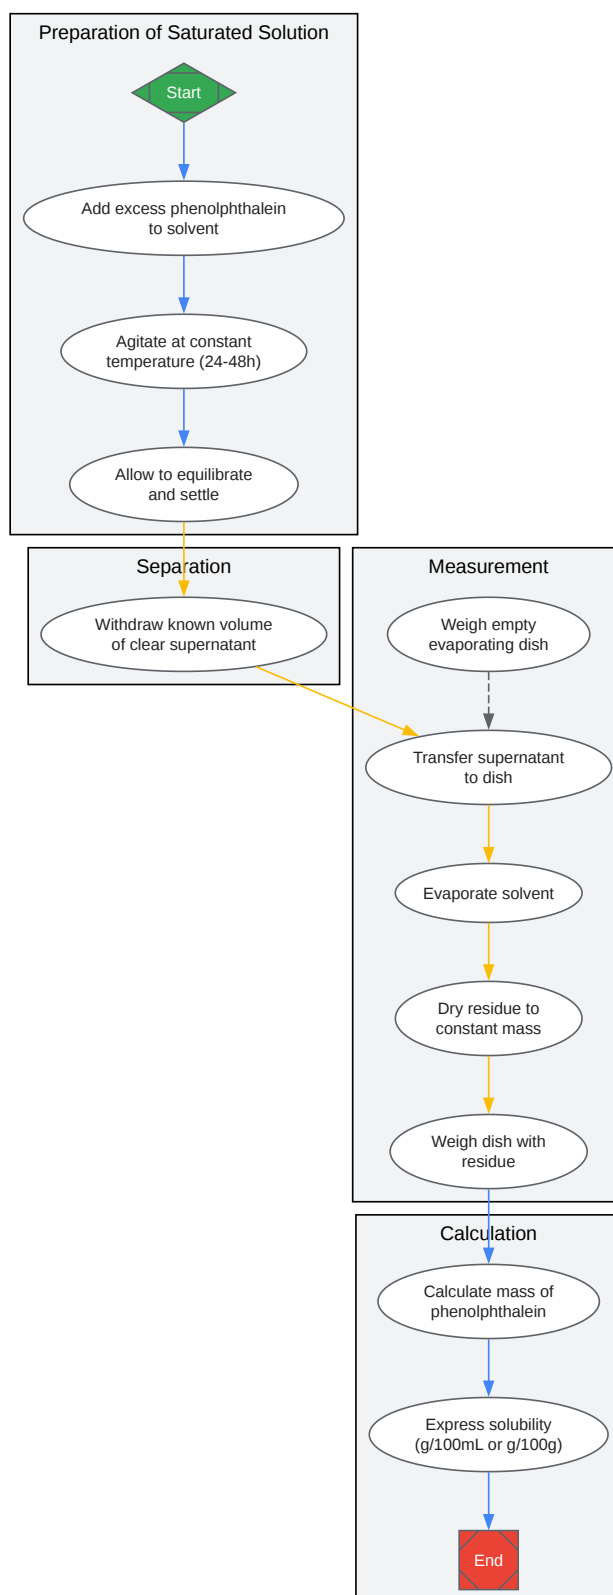 Preparation of Saturated Solution
Start
Add excess phenolphthalein
to solvent
Agitate at constant
temperature (24-48h)
Allow to equilibrate
and settle
Separation
Withdraw known volume
of clear supernatant
Measurement
Weigh empty
evaporating dish
Transfer supernatant
to dish
Evaporate solvent
Dry residue to
constant mass
Weigh dish with
residue
Calculation
Calculate mass of
phenolphthalein
Express solubility
(g/100mL or g/100g)
End